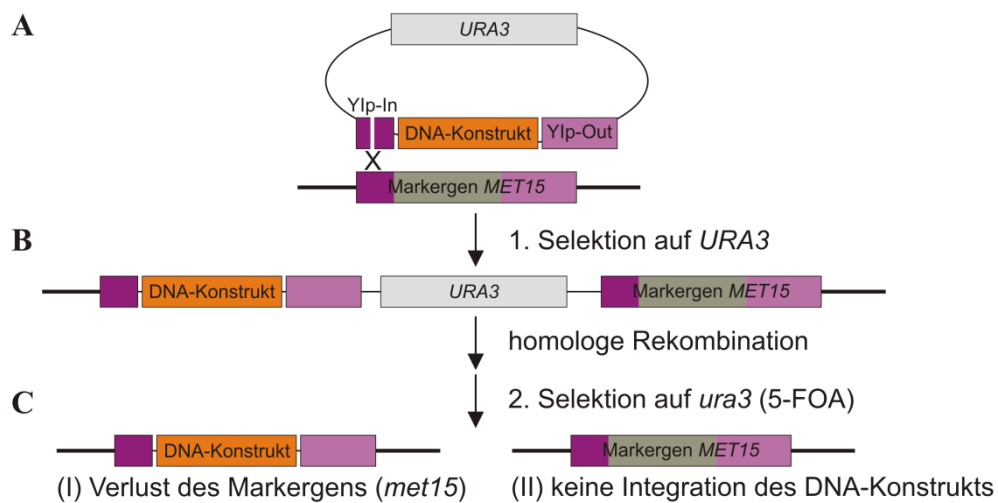 A
URA3
YIp-In
DNA-Konstrukt YIp-Out
X
Markergen MET15
B
1. Selektion auf URA3
DNA-Konstrukt URA3 Markergen MET15
homologe Rekombination
C
2. Selektion auf ura3 (5-FOA)
DNA-Konstrukt Markergen MET15
(I) Verlust des Markergens (met15) (II) keine Integration des DNA-Konstrukts